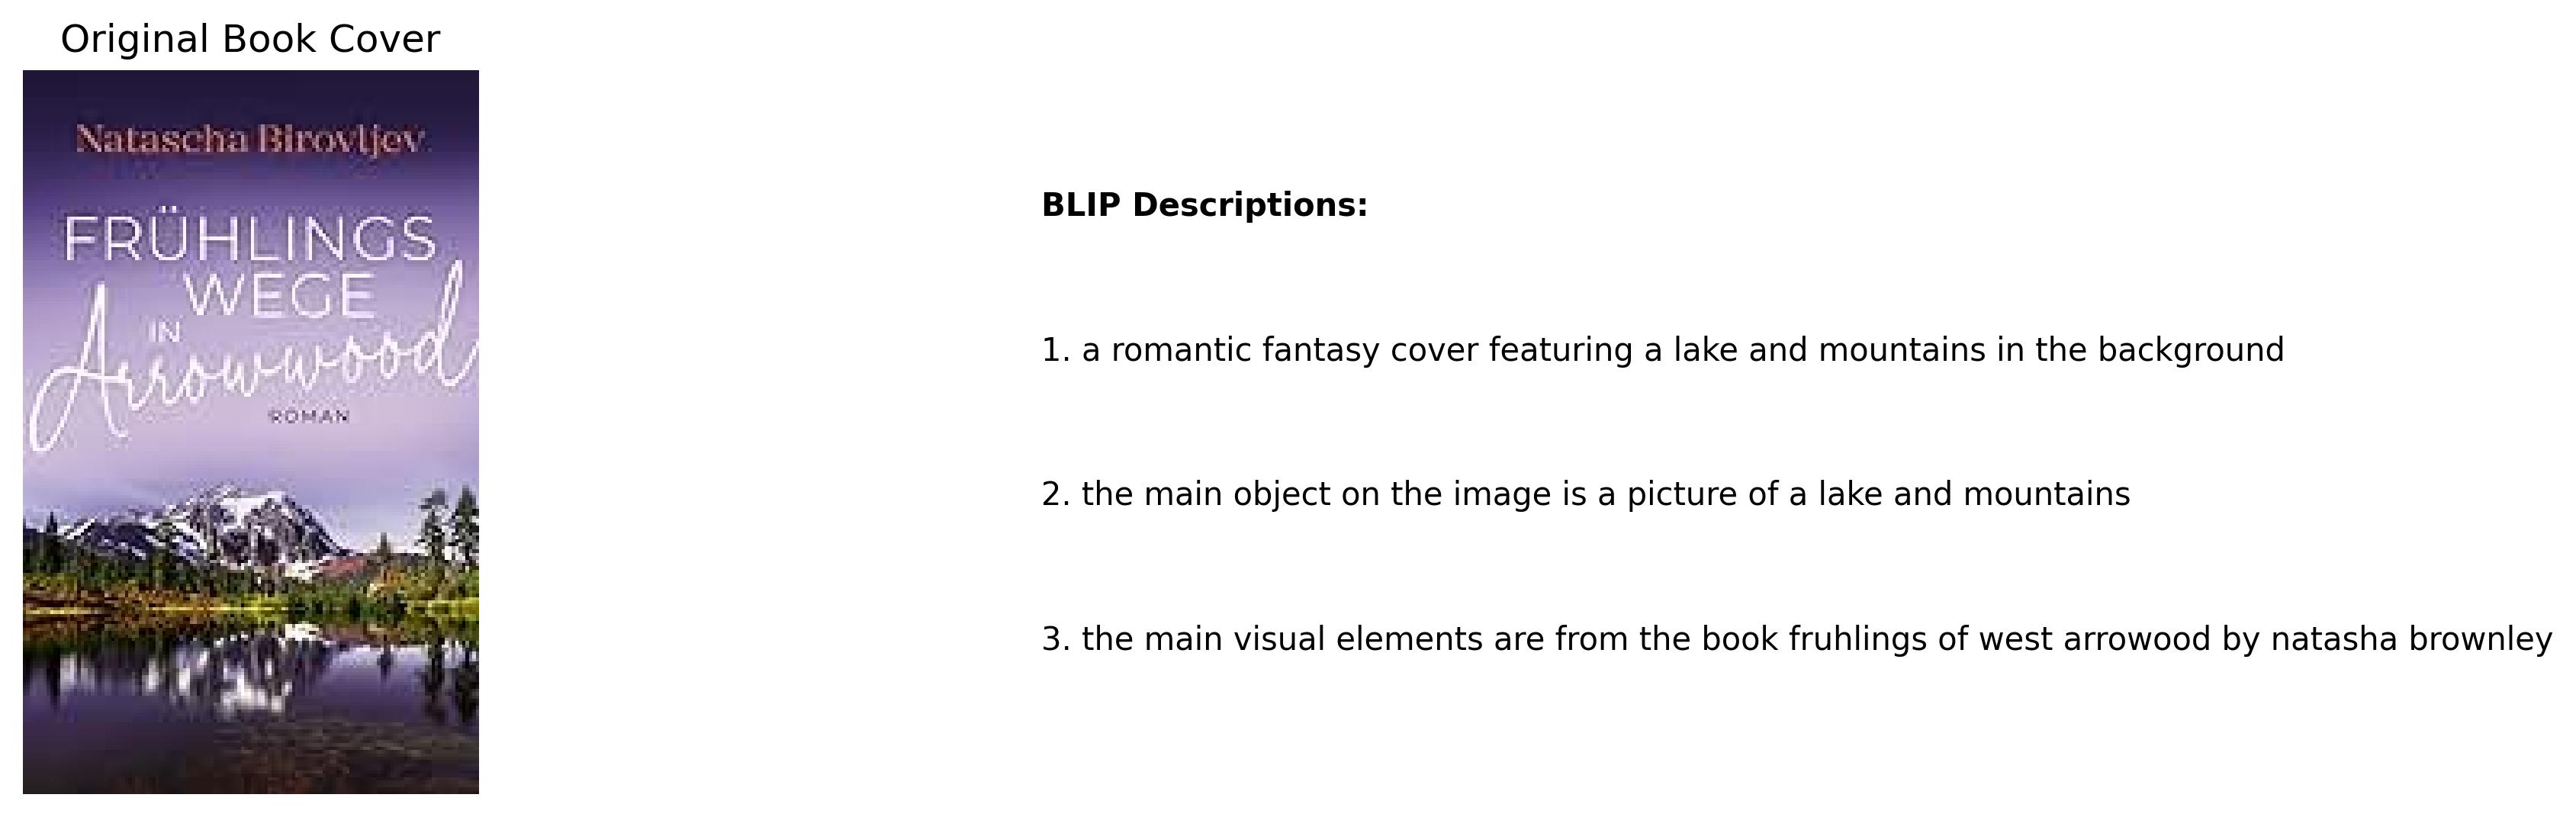 Original Book Cover
Natascha Birovljev
FRÜHLINGS
WEGE
IN
Arrowwood
ROMAN
BLIP Descriptions:
1. a romantic fantasy cover featuring a lake and mountains in the background
2. the main object on the image is a picture of a lake and mountains
3. the main visual elements are from the book fruhlings of west arrowood by natasha brownley